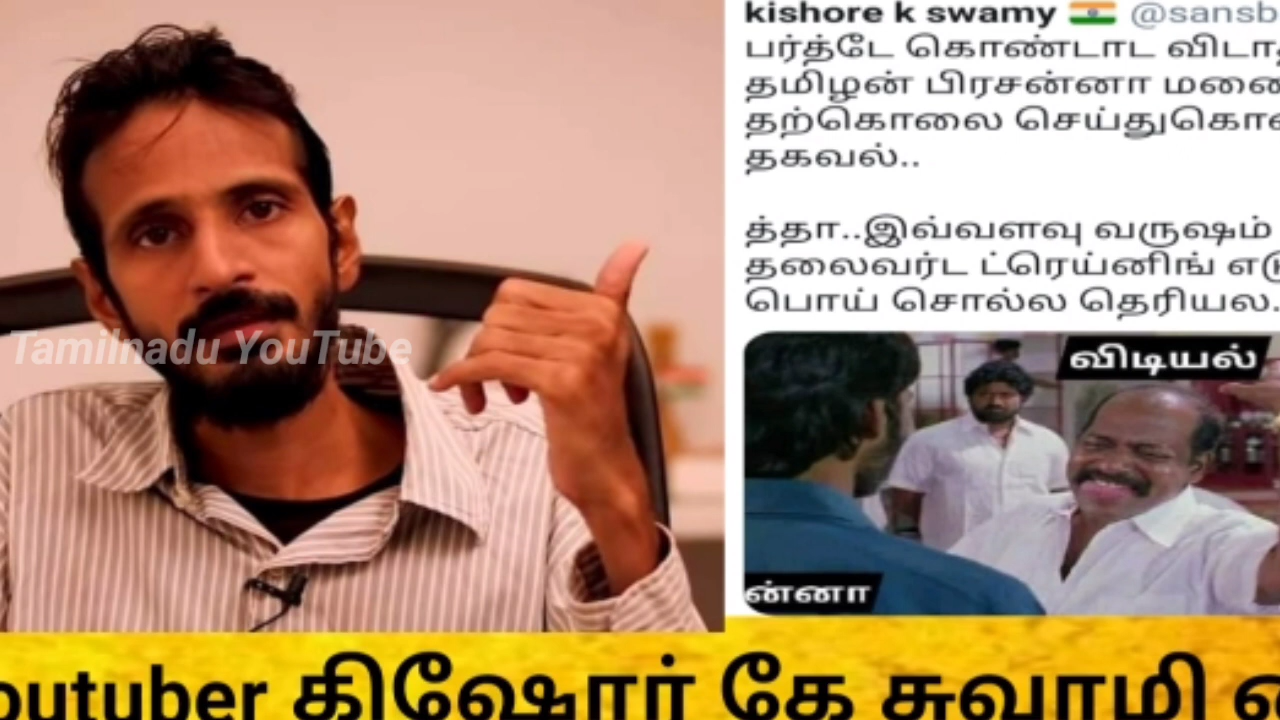 Tamilnadu YouTube
kishore k swamy @sansb
பர்த்டே கொண்டாட
தமிழன் பிரசன்னா
தற்கொலை
தகவல்..
த்தா..இவ்வளவு வருஷம்
தலைவர்ட ட்ரெய்னிங்
பொய் சொல்ல தெரியல.
விடியல்
ன்னா
outuber கிஷோர் கே சுவாமி